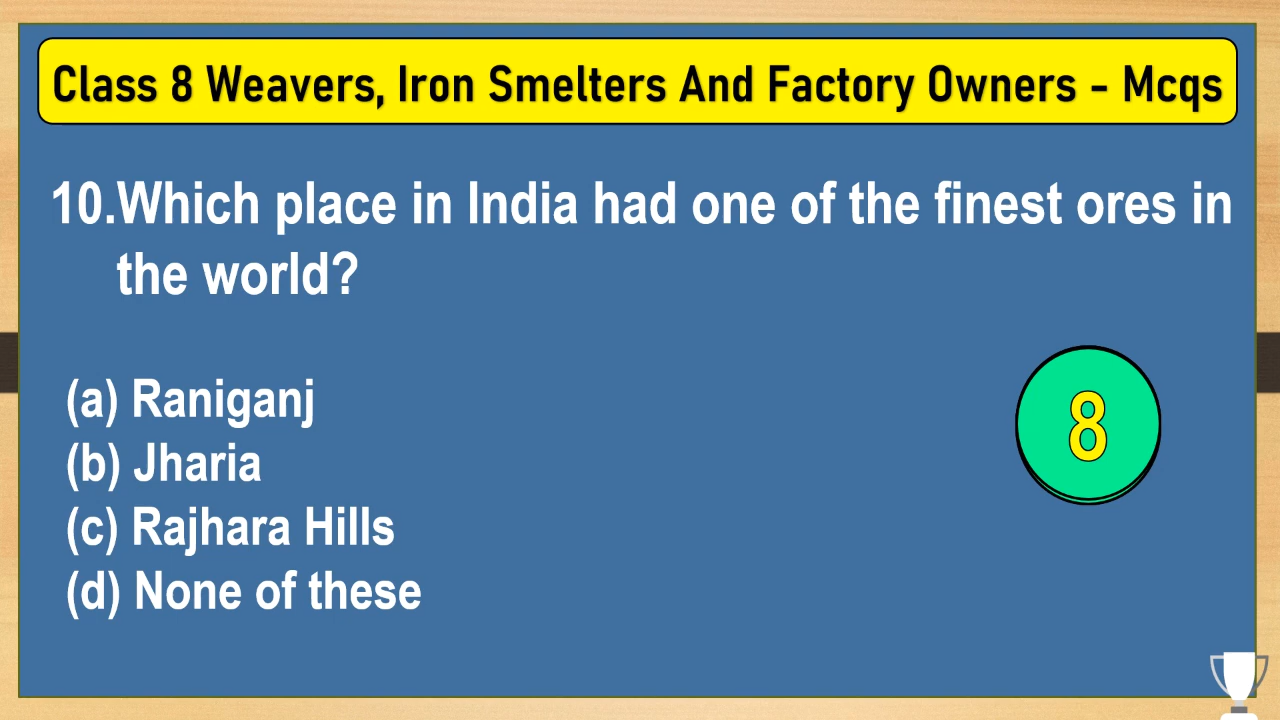 Class 8 Weavers, Iron Smelters And Factory Owners - Mcqs
10.Which place in India had one of the finest ores in
the world?
(a) Raniganj
(b) Jharia
8
(c) Rajhara Hills
(d) None of these